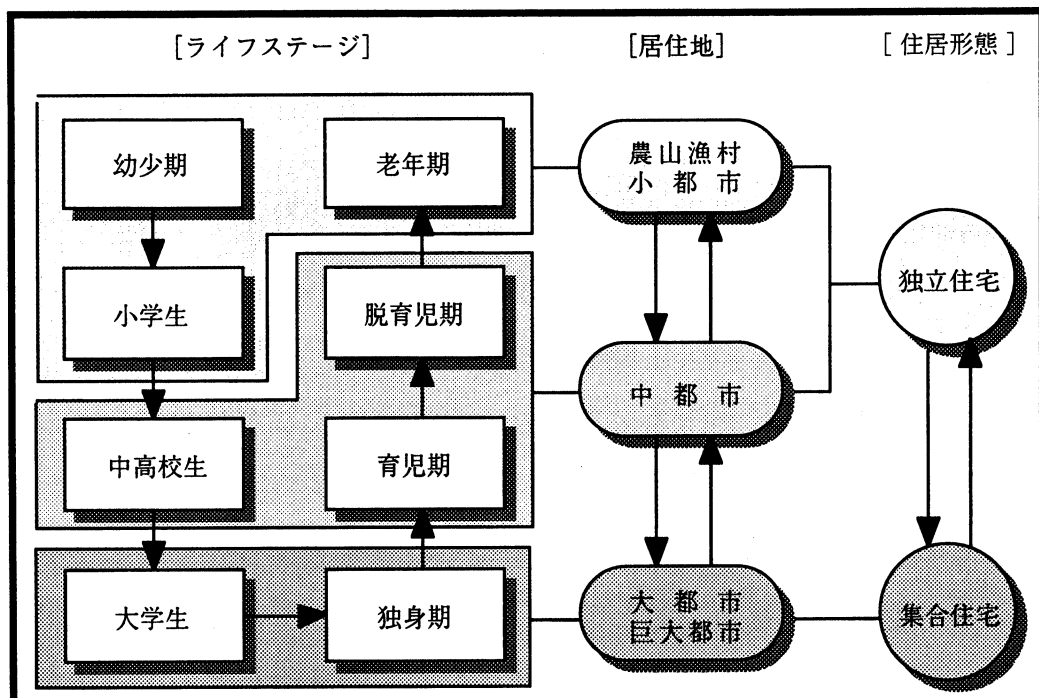 [ライフステージ]
[居住地]
[ 住居形態 ]
幼少期
老年期
農山漁村
小都市
小学生
脱育児期
独立住宅
中都市
中高校生
育児期
大学生
独身期
大都市
巨大都市
集合住宅